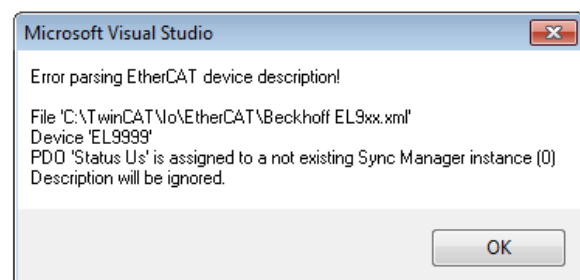 Microsoft Visual Studio
Error parsing EtherCAT device description!
File 'C:\TwinCAT\Io\EtherCAT\Beckhoff EL9xx.xml'
Device 'EL9999'
PDO 'Status Us' is assigned to a not existing Sync Manager instance (0)
Description will be ignored.
OK